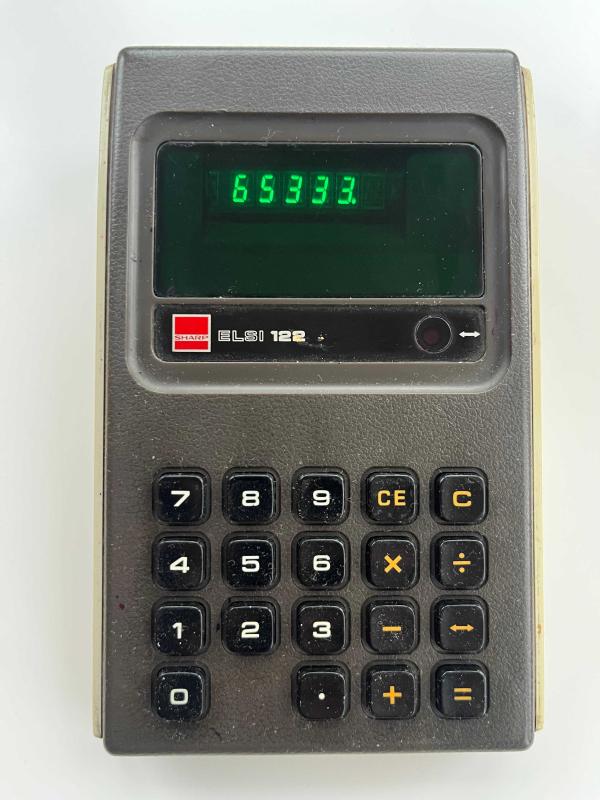 65333.
SHARP ELSI 122 ↔
7 8 9 CE C
4 5 6 × ÷
1 2 3 − ↔
0 . + =